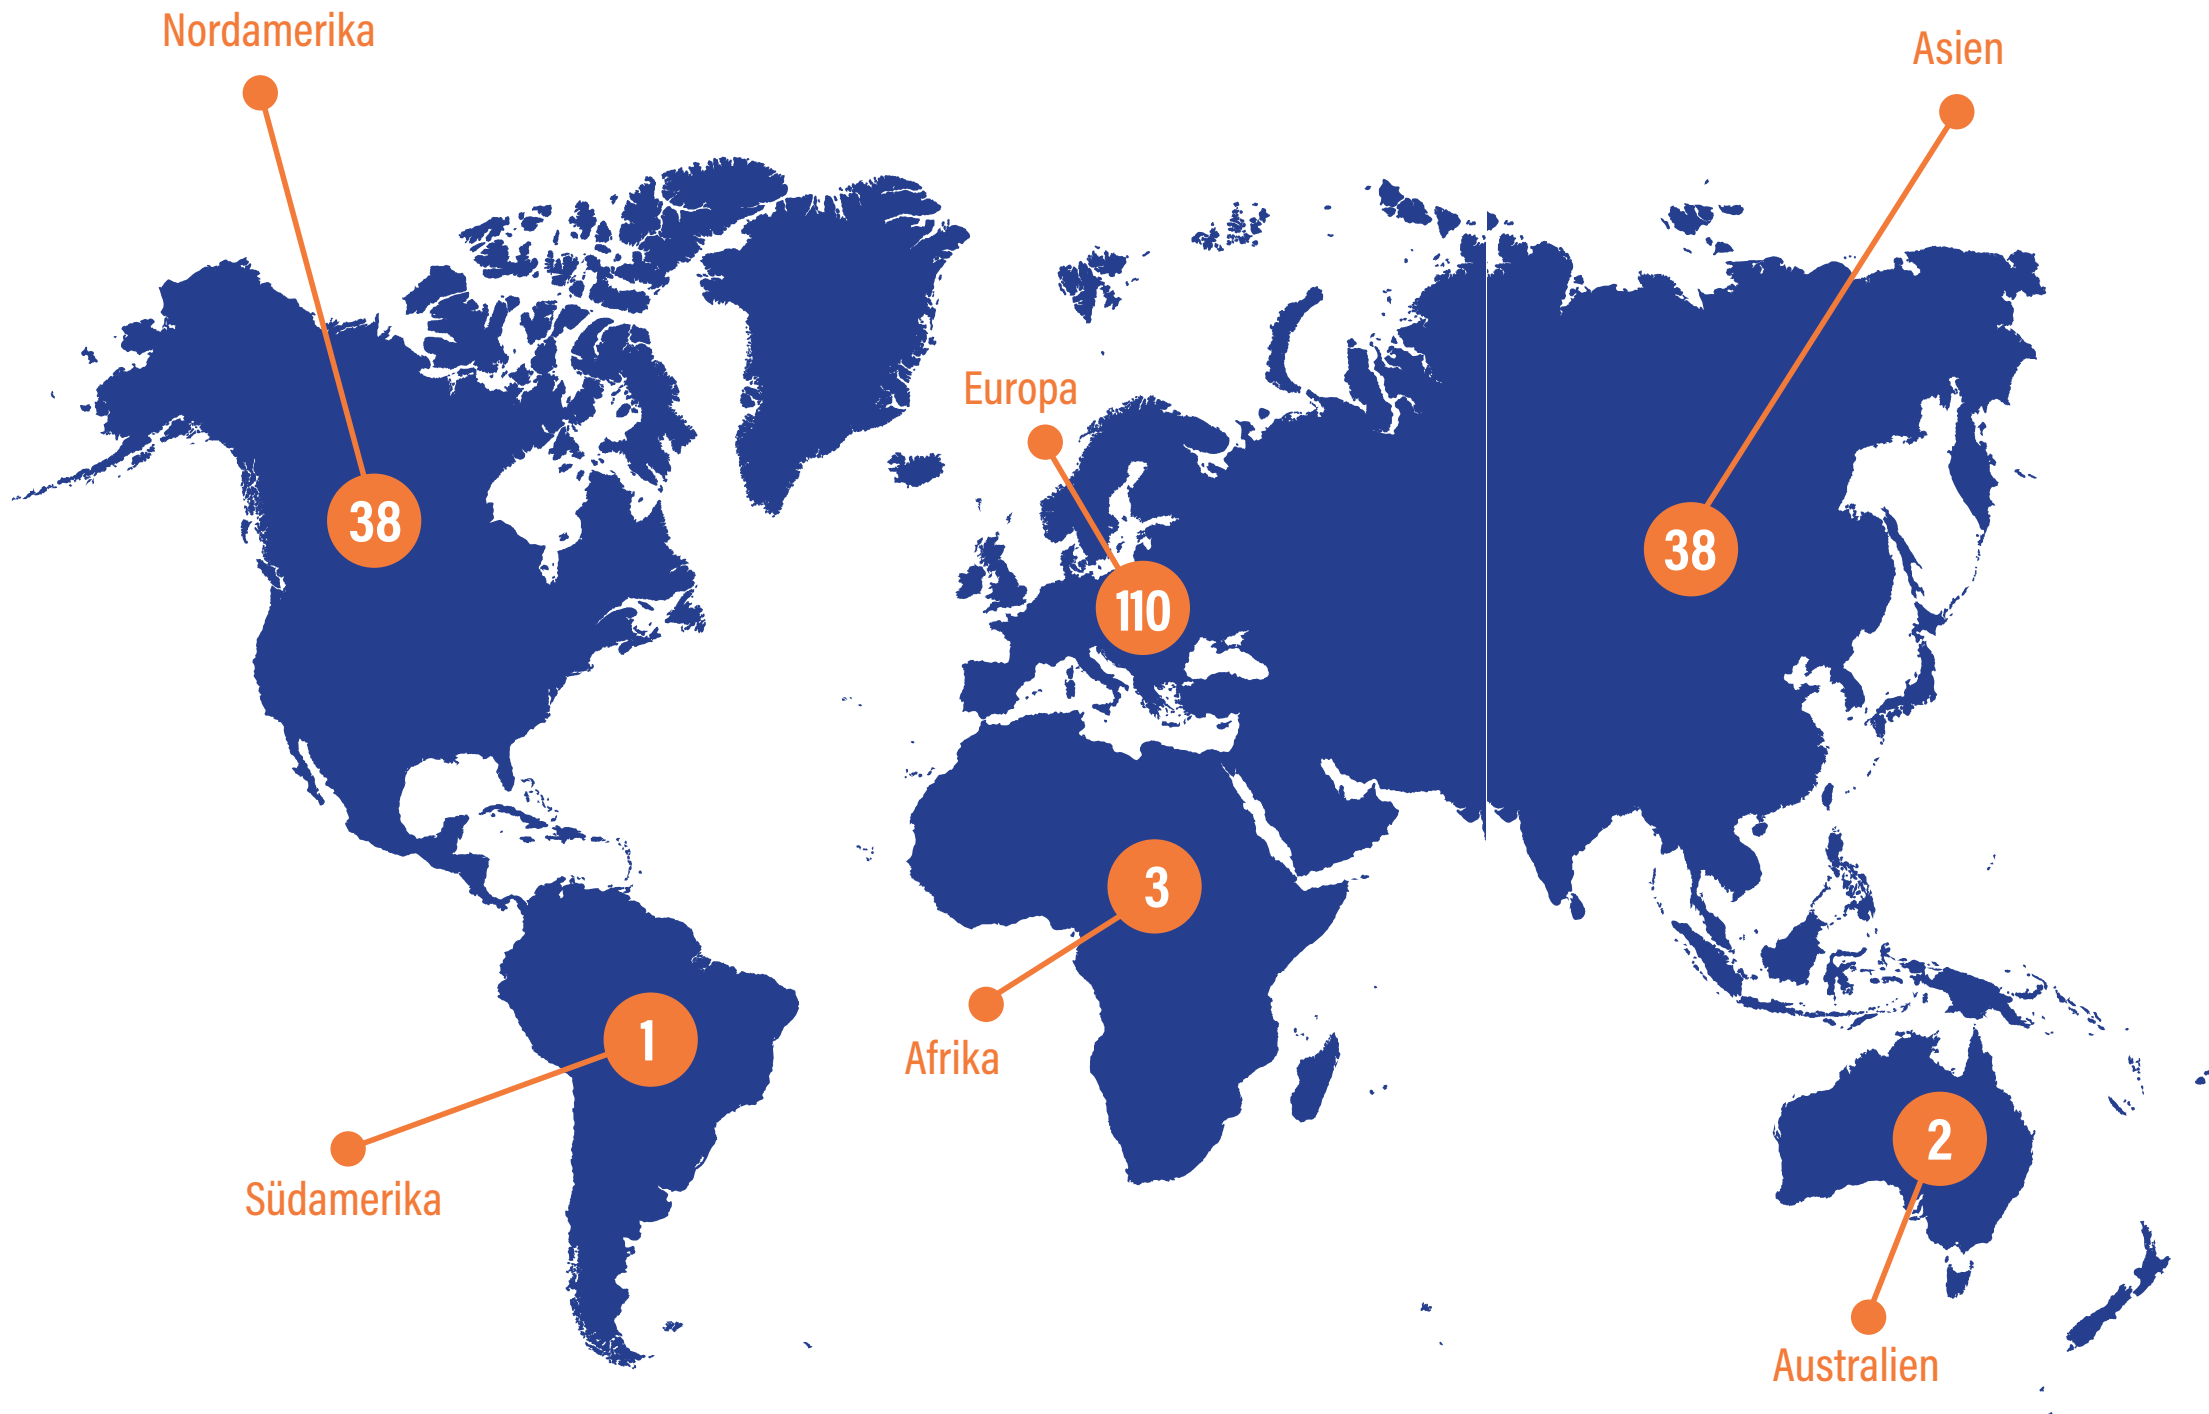 Nordamerika
Asien
Europa
38
38
110
3
1
Afrika
2
Südamerika
Australien